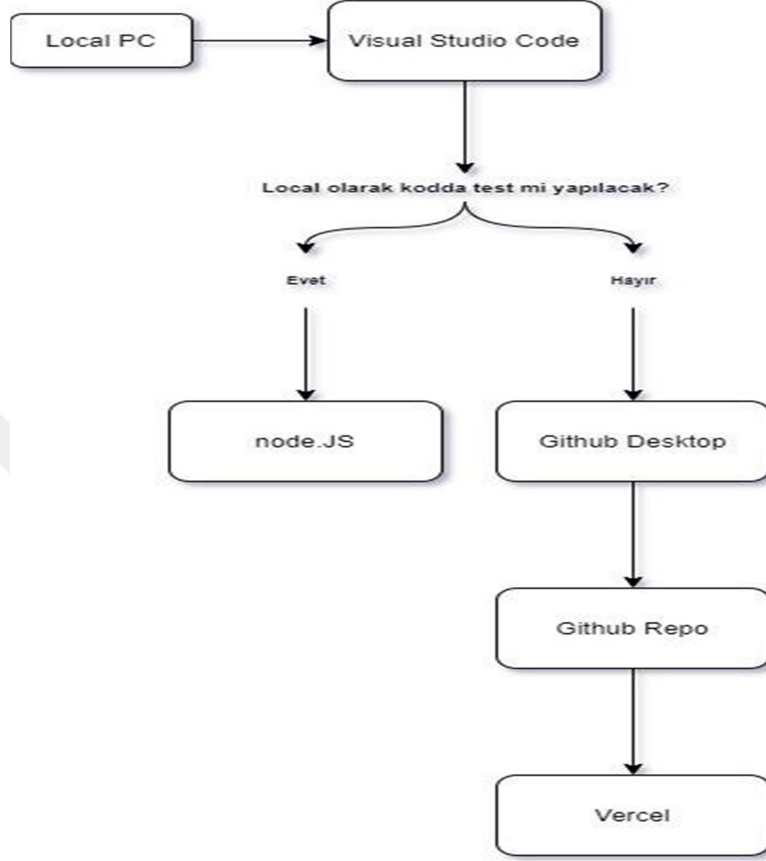 Local PC
Visual Studio Code
Local olarak kodda test mi yapılacak?
Evet
Hayır
node.JS
Github Desktop
Github Repo
Vercel